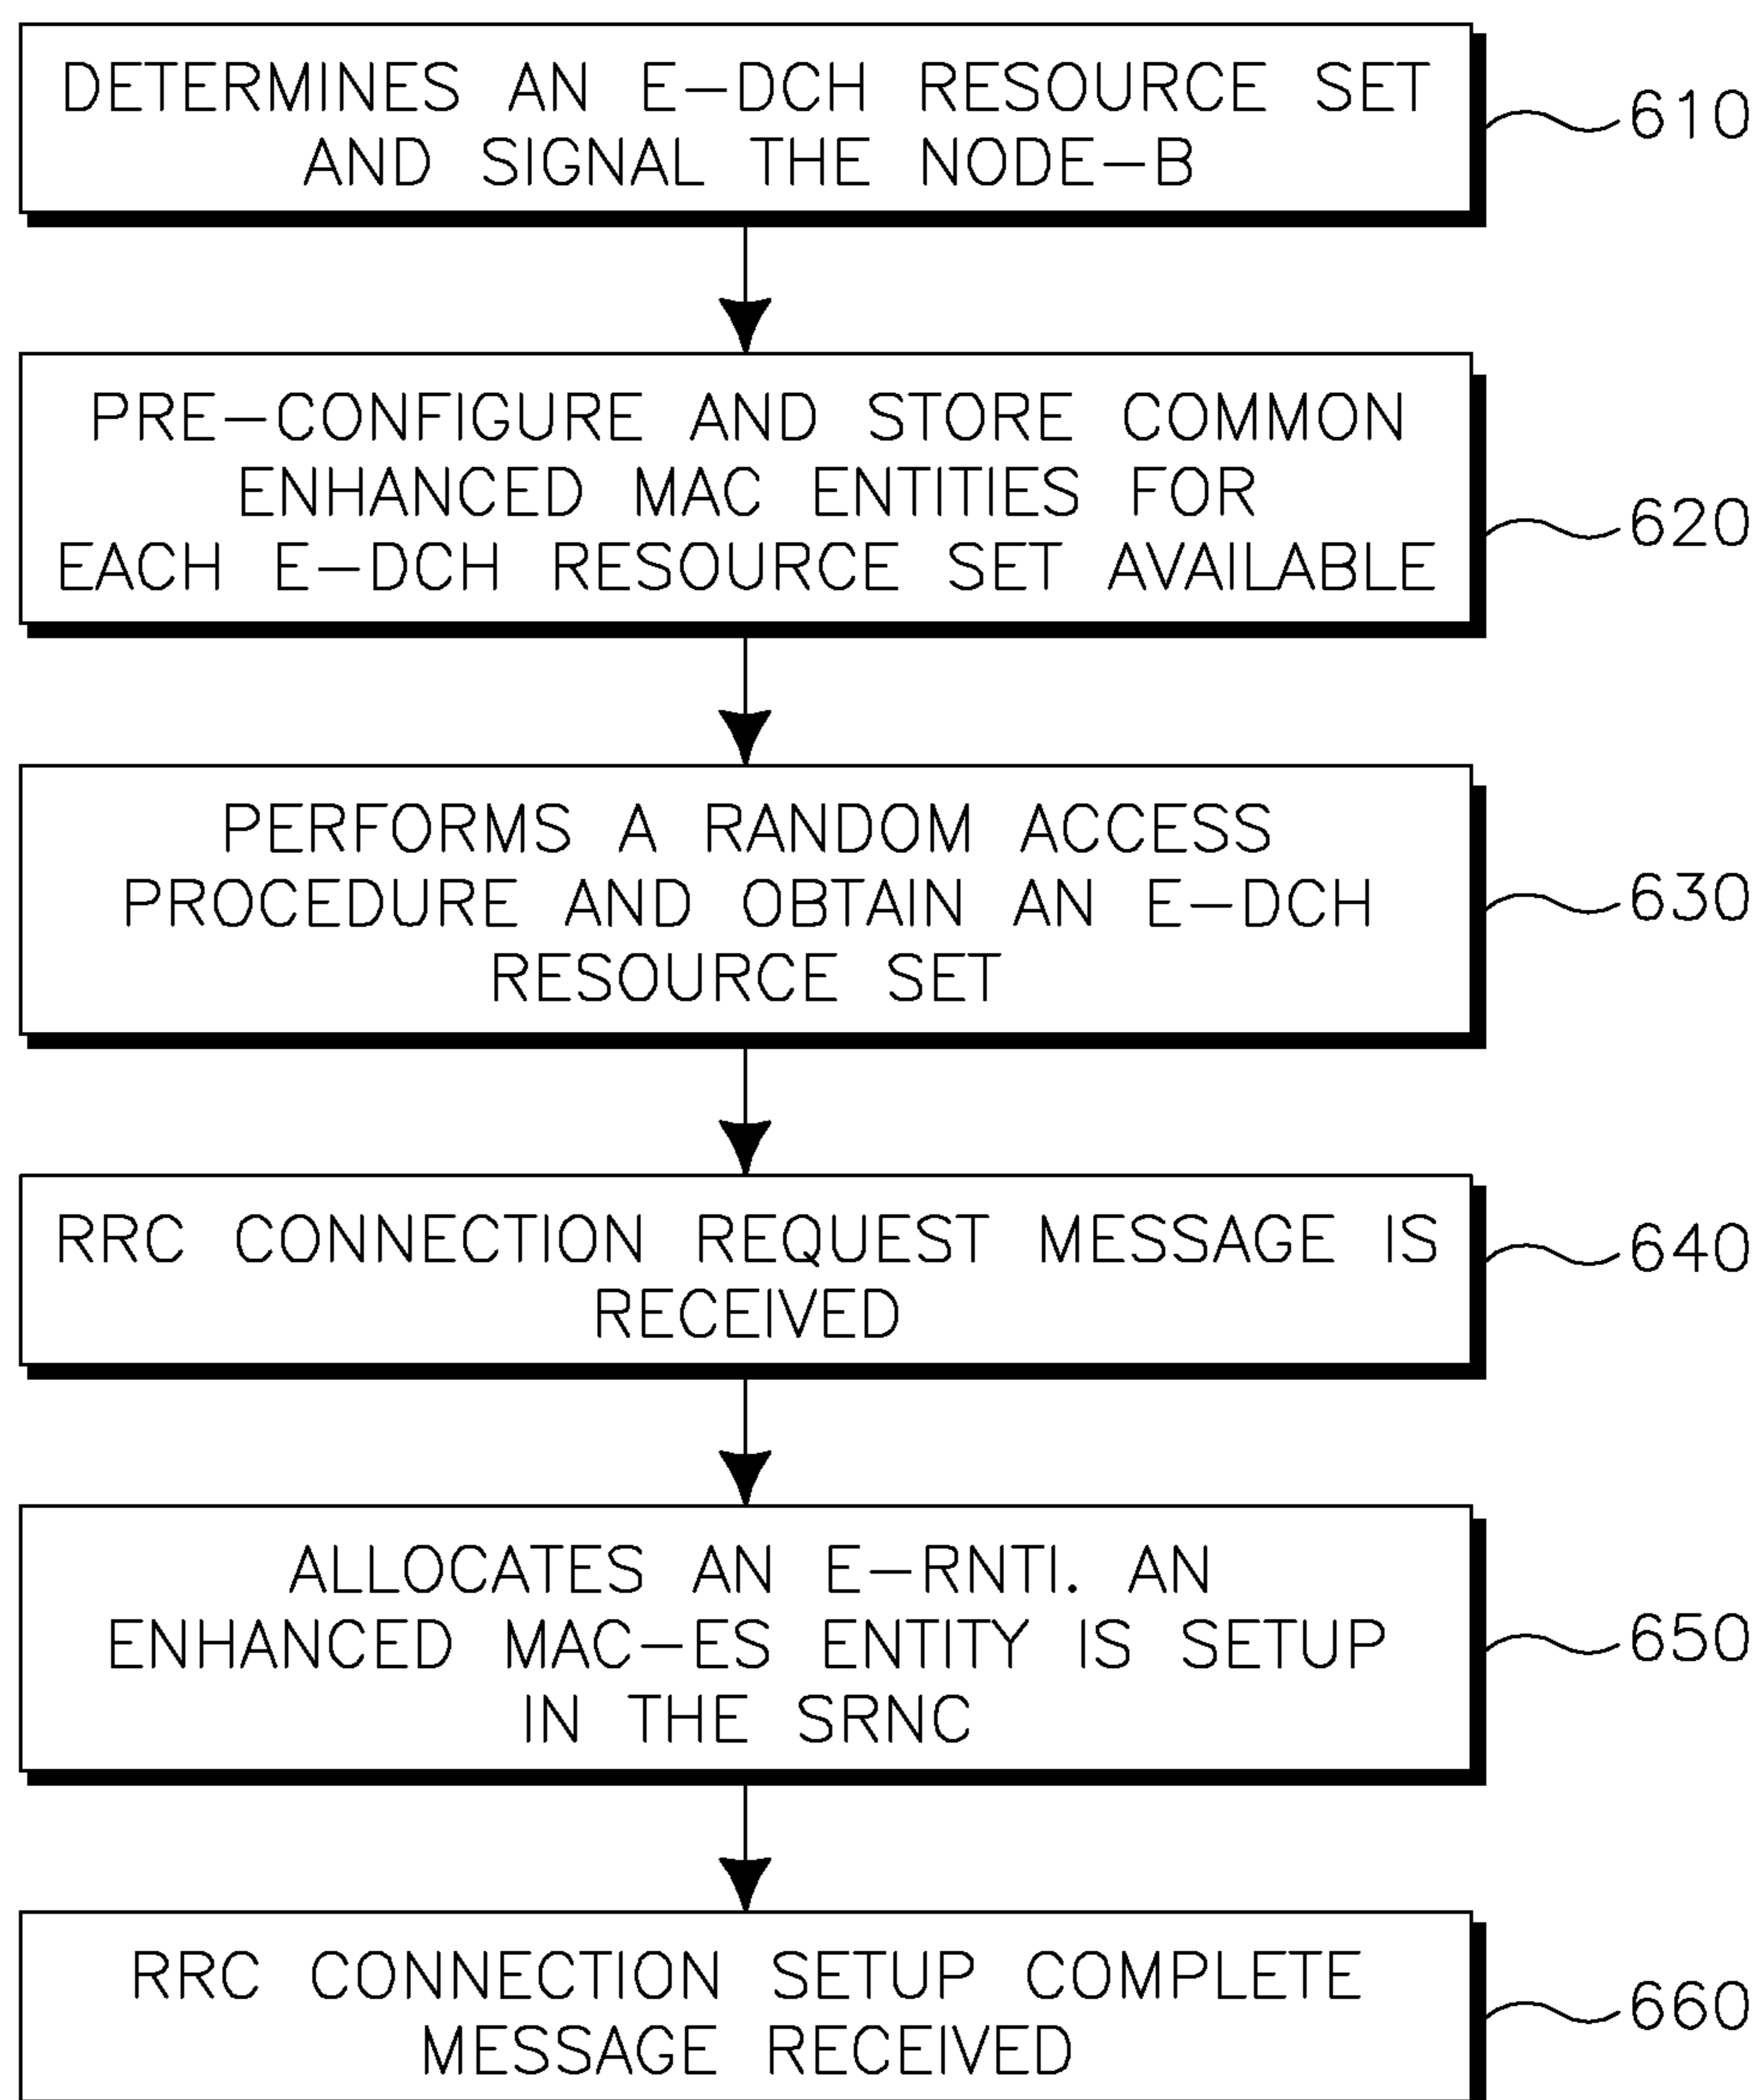 DETERMINES AN E-DCH RESOURCE SET
AND SIGNAL THE NODE-B
610
PRE-CONFIGURE AND STORE COMMON
ENHANCED MAC ENTITIES FOR
EACH E-DCH RESOURCE SET AVAILABLE
620
PERFORMS A RANDOM ACCESS
PROCEDURE AND OBTAIN AN E-DCH
RESOURCE SET
630
RRC CONNECTION REQUEST MESSAGE IS
RECEIVED
640
ALLOCATES AN E-RNTI. AN
ENHANCED MAC-ES ENTITY IS SETUP
IN THE SRNC
650
RRC CONNECTION SETUP COMPLETE
MESSAGE RECEIVED
660